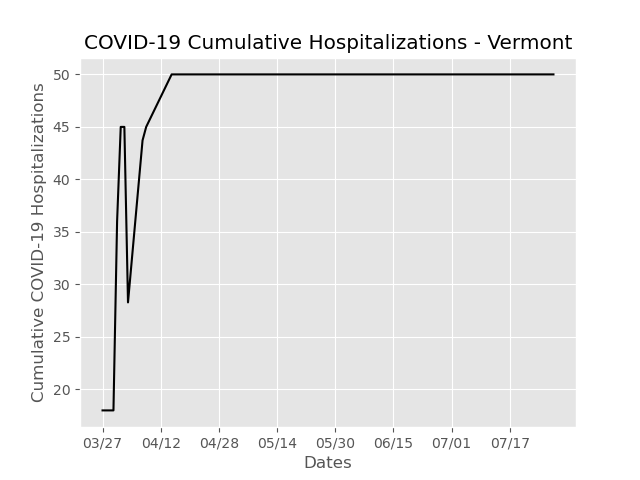 COVID-19 Cumulative Hospitalizations - Vermont
Cumulative COVID-19 Hospitalizations
50
45
40
35
30
25
20
03/27 04/12 04/28 05/14 05/30 06/15 07/01 07/17
Dates